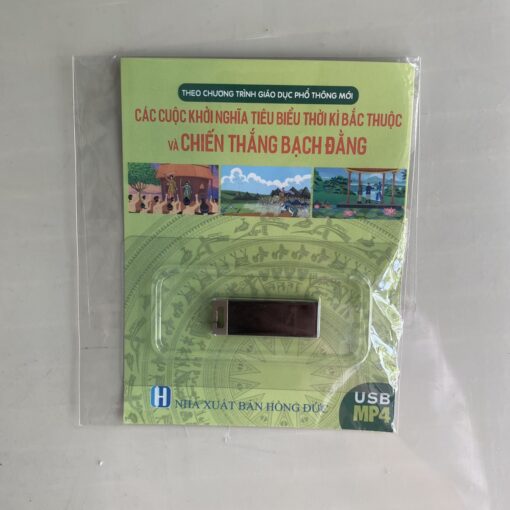 THEO CHƯƠNG TRÌNH GIÁO DỤC PHỔ THÔNG MỚI
CÁC CUỘC KHỞI NGHĨA TIÊU BIỂU THỜI KÌ BẮC THUỘC
VÀ CHIẾN THẮNG BẠCH ĐẰNG
H NHÀ XUẤT BẢN HỒNG ĐỨC
USB
MP4